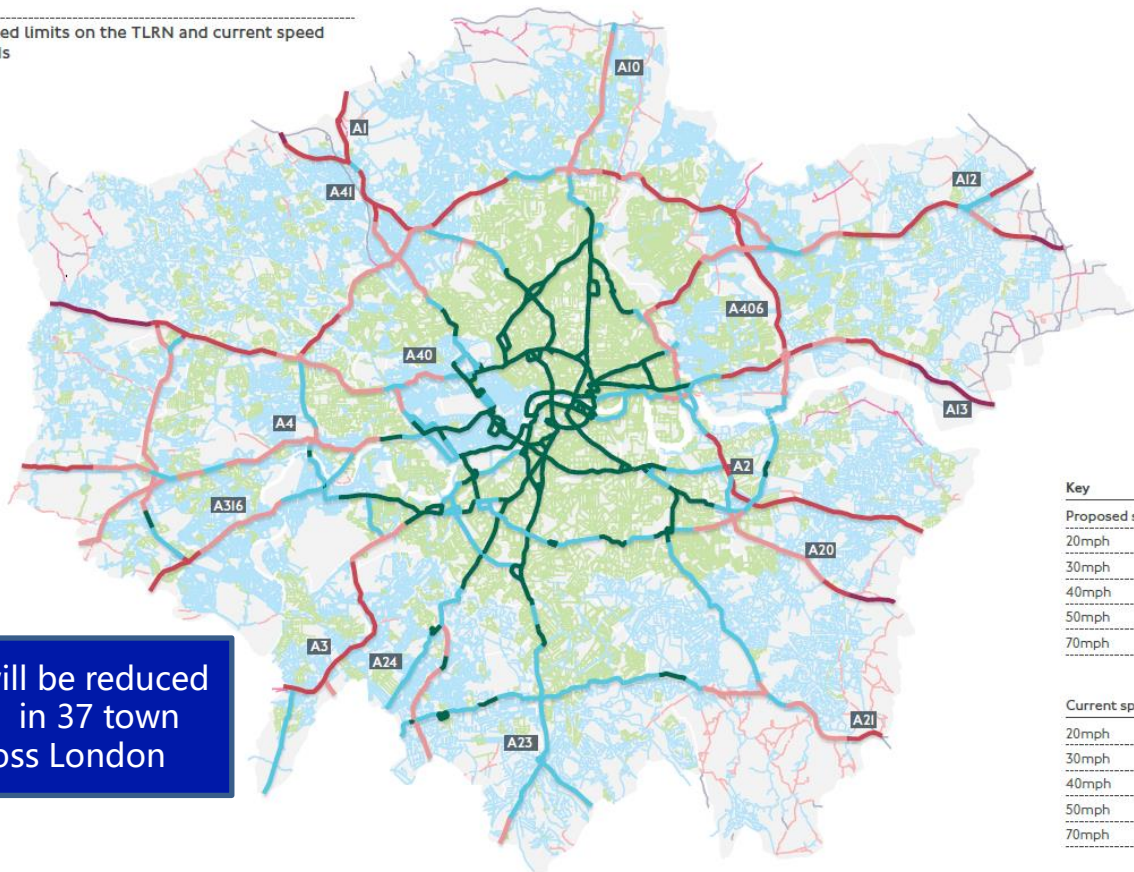 ed limits on the TLRN and current speed
ls
A10
A1
A12
A41
A406
A40
A13
A4
A2
A316
A20
A3
A24
A21
A23
Key
Proposed s
20mph
30mph
40mph
50mph
70mph
Current sp
20mph
30mph
40mph
50mph
70mph
ill be reduced
in 37 town
oss London